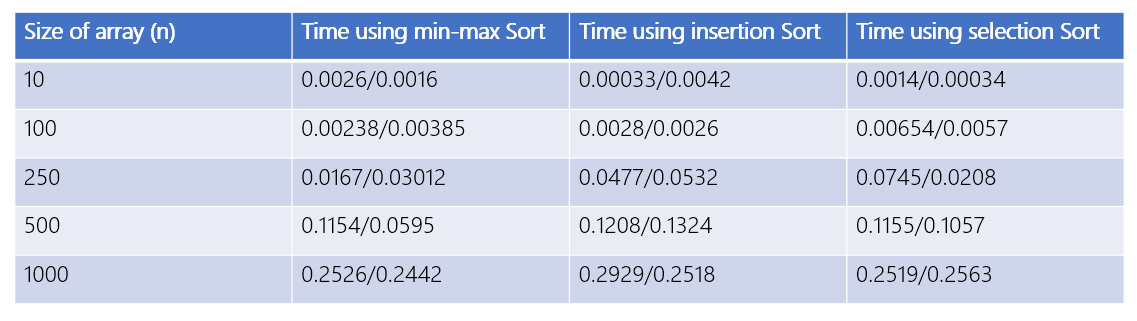 Size of array (n) Time using min-max Sort Time using insertion Sort Time using selection Sort
10 0.0026/0.0016 0.00033/0.0042 0.0014/0.00034
100 0.00238/0.00385 0.0028/0.0026 0.00654/0.0057
250 0.0167/0.03012 0.0477/0.0532 0.0745/0.0208
500 0.1154/0.0595 0.1208/0.1324 0.1155/0.1057
1000 0.2526/0.2442 0.2929/0.2518 0.2519/0.2563